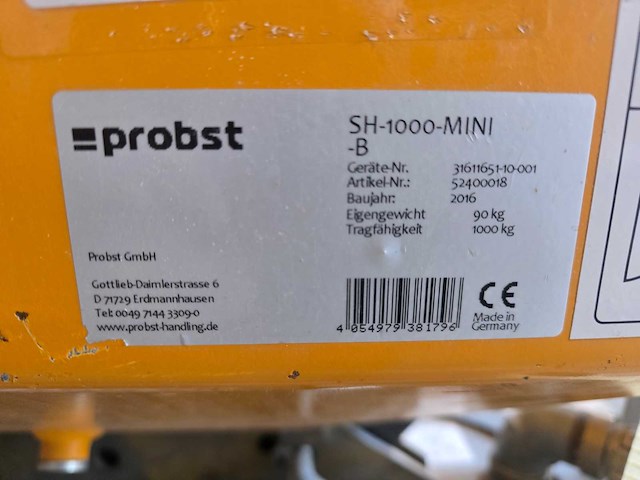 probst
SH-1000-MINI
-B
Geräte-Nr. 31611651-10-001
Artikel-Nr.: 52400018
Baujahr: 2016
Eigengewicht 90 kg
Tragfähigkeit 1000 kg
Probst GmbH
Gottlieb-Daimlerstrasse 6
D 71729 Erdmannhausen
Tel: 0049 7144 3309-0
www.probst-handling.de
4 054979 381796
CE
Made in
Germany